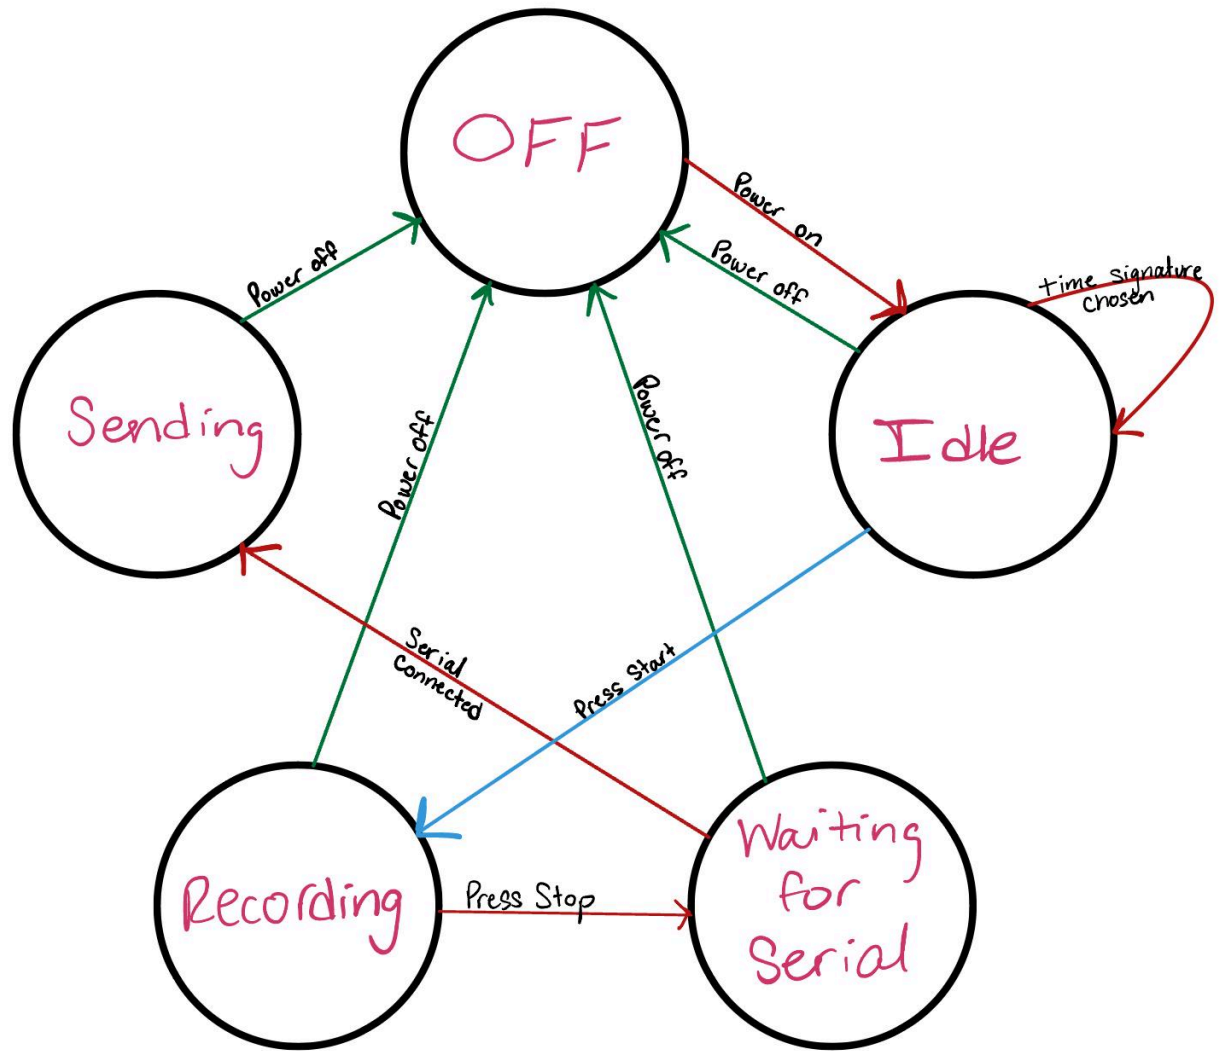 OFF
Power on
Power off
Power off
time signature
chosen
Sending
Idle
Power off
Power off
Serial
connected
Press Start
Recording
Press Stop
Waiting
for
Serial